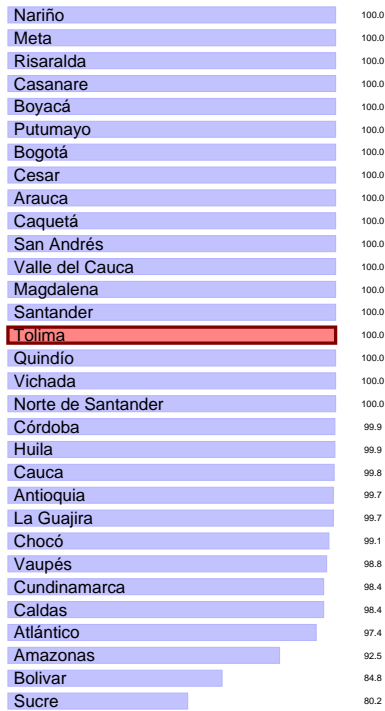 Nariño 100.0
Meta 100.0
Risaralda 100.0
Casanare 100.0
Boyacá 100.0
Putumayo 100.0
Bogotá 100.0
Cesar 100.0
Arauca 100.0
Caquetá 100.0
San Andrés 100.0
Valle del Cauca 100.0
Magdalena 100.0
Santander 100.0
Tolima 100.0
Quindío 100.0
Vichada 100.0
Norte de Santander 100.0
Córdoba 99.9
Huila 99.9
Cauca 99.8
Antioquia 99.7
La Guajira 99.7
Chocó 99.1
Vaupés 98.8
Cundinamarca 98.4
Caldas 98.4
Atlántico 97.4
Amazonas 92.5
Bolivar 84.8
Sucre 80.2